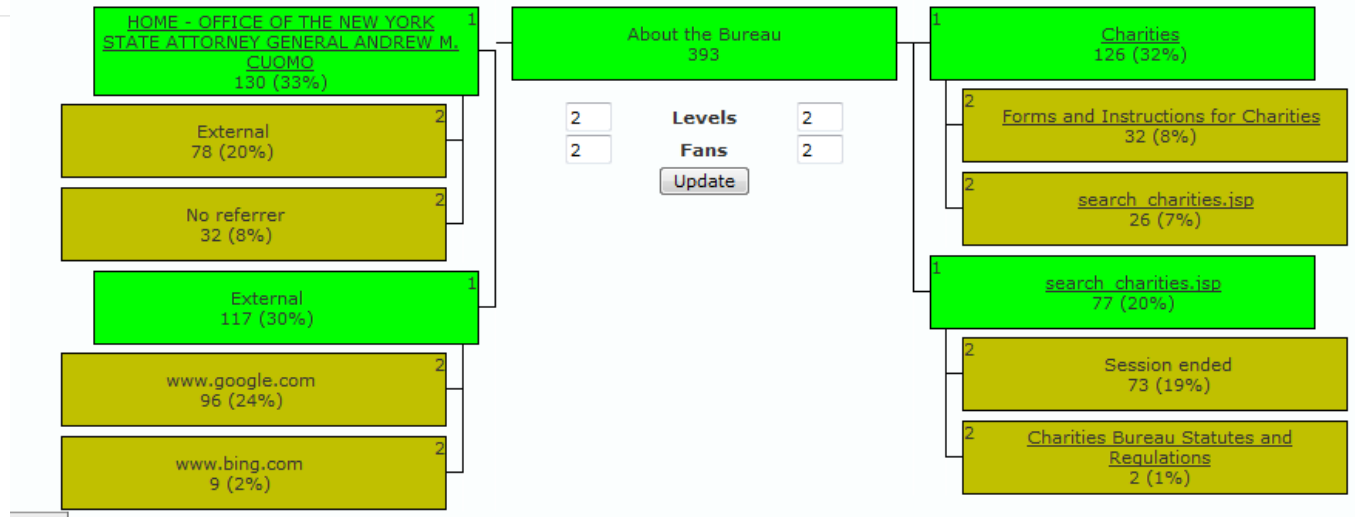 1
HOME - OFFICE OF THE NEW YORK
STATE ATTORNEY GENERAL ANDREW M.
CUOMO
130 (33%)
2
External
78 (20%)
2
No referrer
32 (8%)
1
External
117 (30%)
2
www.google.com
96 (24%)
2
www.bing.com
9 (2%)
About the Bureau
393
2 Levels 2
2 Fans 2
Update
1
Charities
126 (32%)
2
Forms and Instructions for Charities
32 (8%)
2
search_charities.jsp
26 (7%)
1
search_charities.jsp
77 (20%)
2
Session ended
73 (19%)
2
Charities Bureau Statutes and
Regulations
2 (1%)